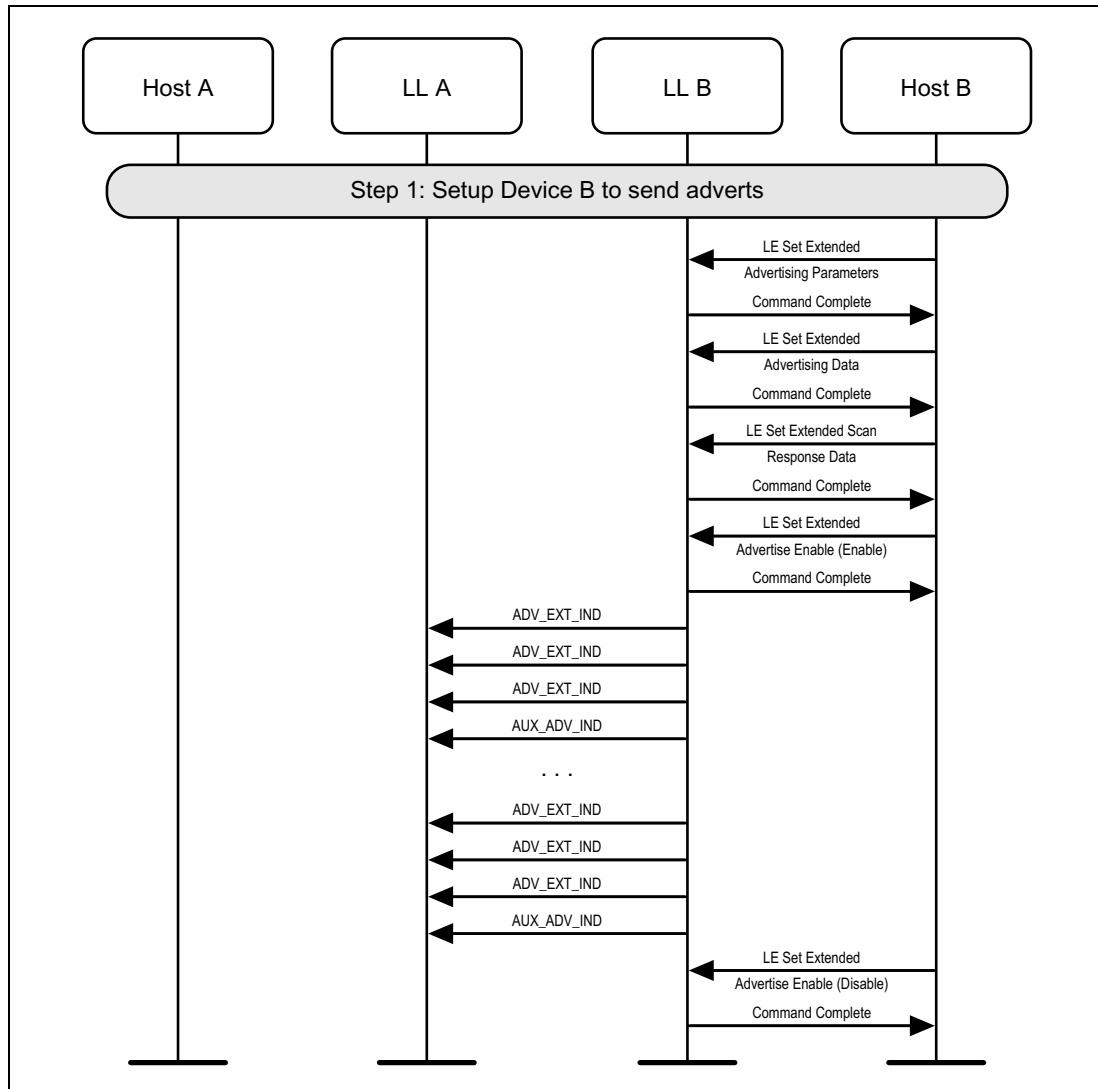 Host A
LL A
LL B
Host B
Step 1: Setup Device B to send adverts
LE Set Extended
Advertising Parameters
Command Complete
LE Set Extended
Advertising Data
Command Complete
LE Set Extended Scan
Response Data
Command Complete
LE Set Extended
Advertise Enable (Enable)
Command Complete
ADV_EXT_IND
ADV_EXT_IND
ADV_EXT_IND
AUX_ADV_IND
. . .
ADV_EXT_IND
ADV_EXT_IND
ADV_EXT_IND
AUX_ADV_IND
LE Set Extended
Advertise Enable (Disable)
Command Complete